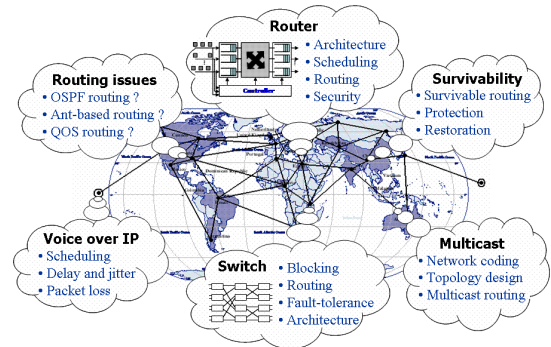 Router
• Architecture
• Scheduling
• Routing
• Security
Controller
Routing issues
• OSPF routing ?
• Ant-based routing ?
• QOS routing ?
Survivability
• Survivable routing
• Protection
• Restoration
Voice over IP
• Scheduling
• Delay and jitter
• Packet loss
Switch
• Blocking
• Routing
• Fault-tolerance
• Architecture
Multicast
• Network coding
• Topology design
• Multicast routing